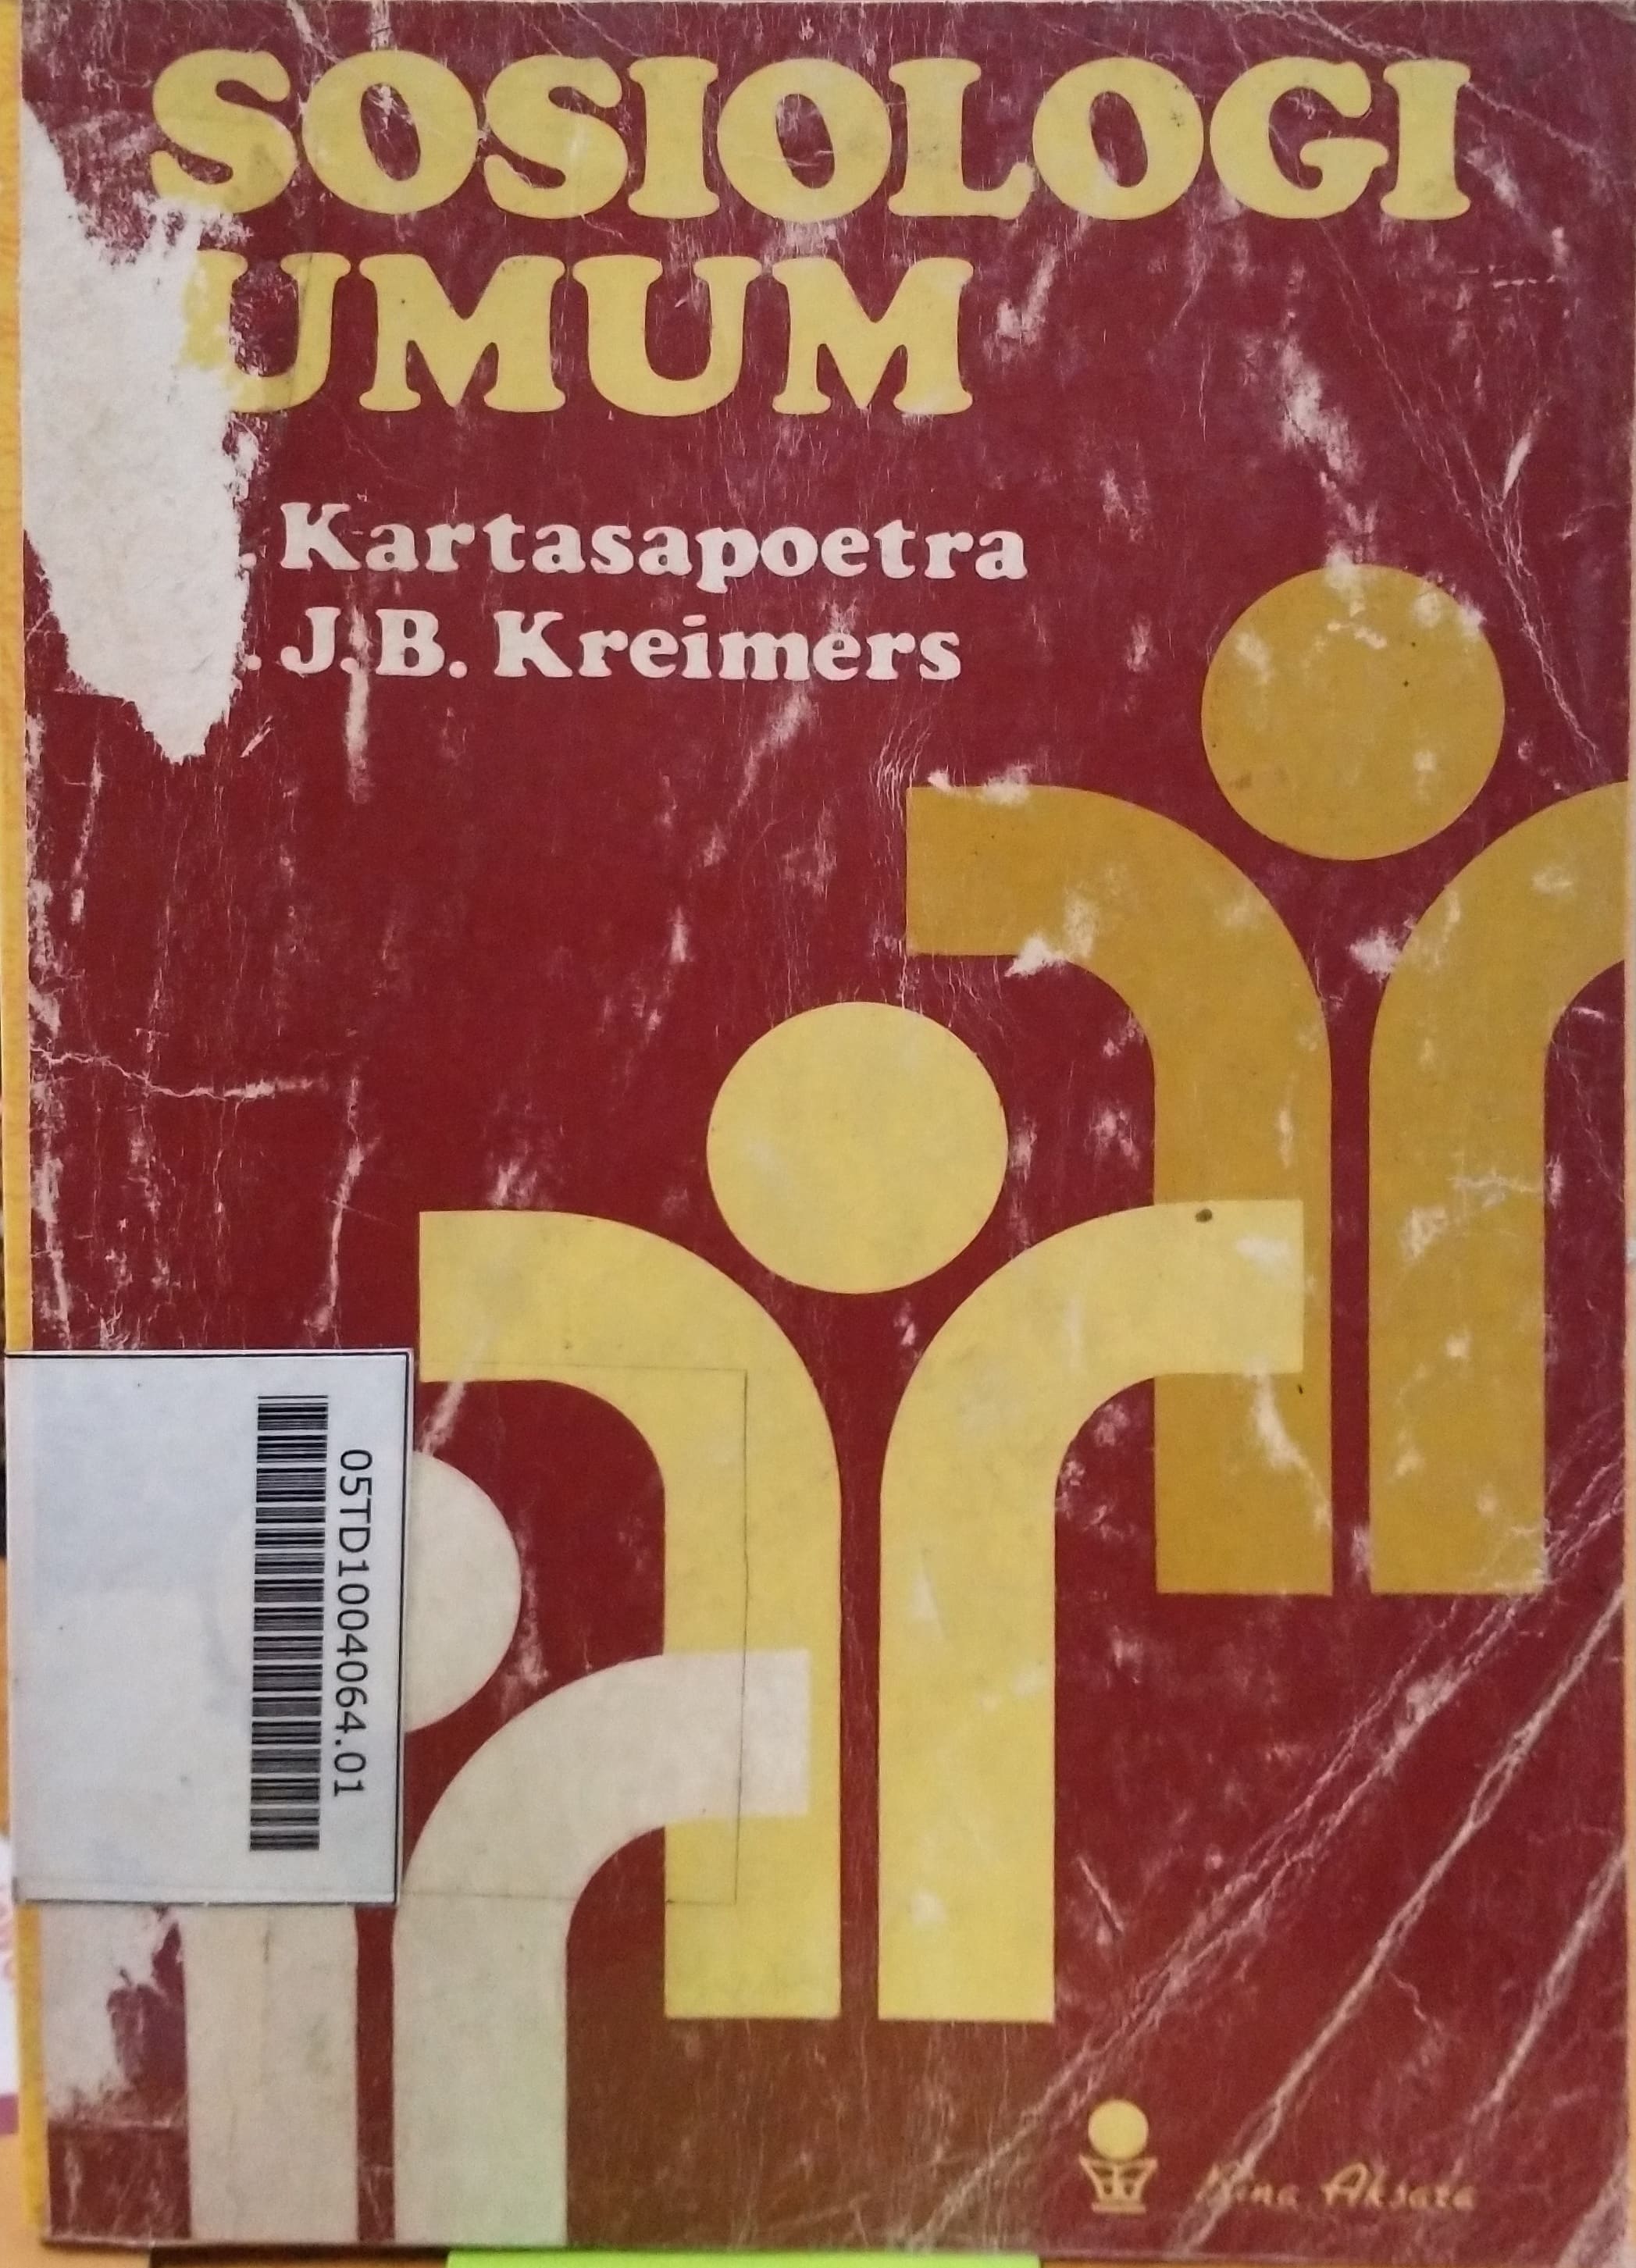 SOSIOLOGI
UMUM
. Kartasapoetra
. J.B. Kreimers
05TD1004064.01
Aksara